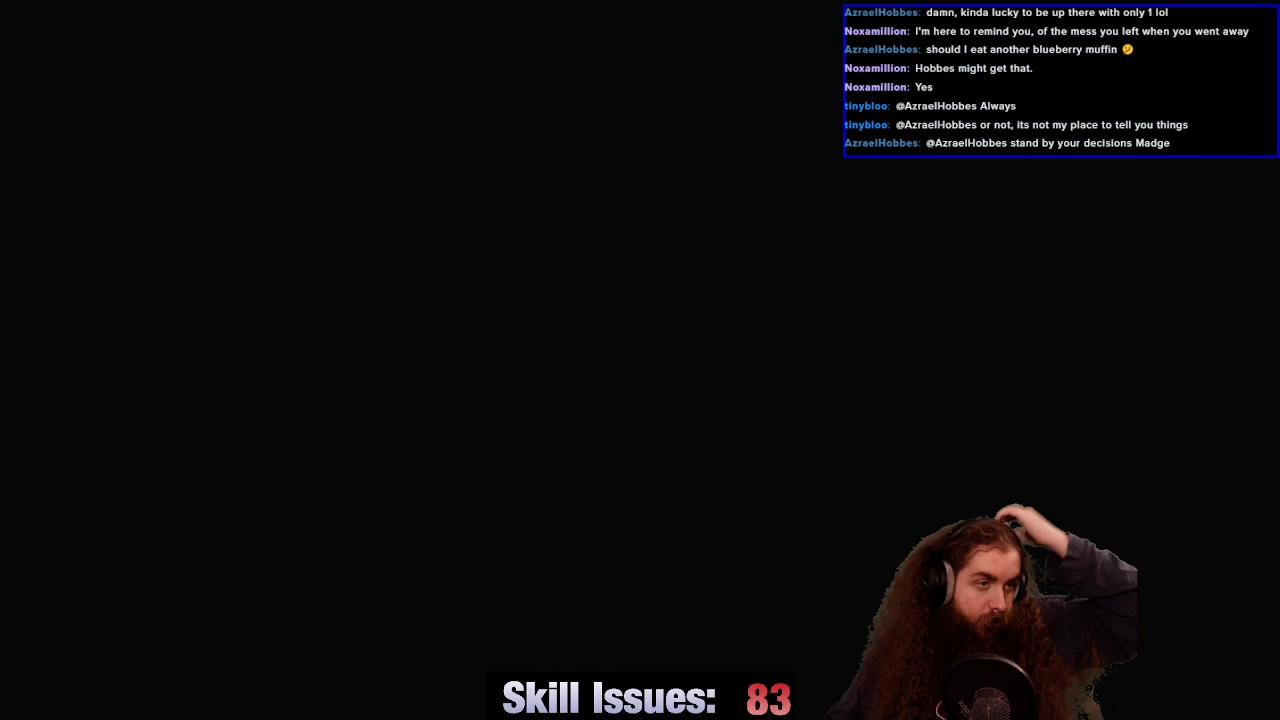 AzraelHobbes: damn, kinda lucky to be up there with only 1 lol
Noxamillion: I'm here to remind you, of the mess you left when you went away
AzraelHobbes: should I eat another blueberry muffin 🫤
Noxamillion: Hobbes might get that.
Noxamillion: Yes
tinybloo: @AzraelHobbes Always
tinybloo: @AzraelHobbes or not, its not my place to tell you things
AzraelHobbes: @AzraelHobbes stand by your decisions Madge
Skill Issues: 83